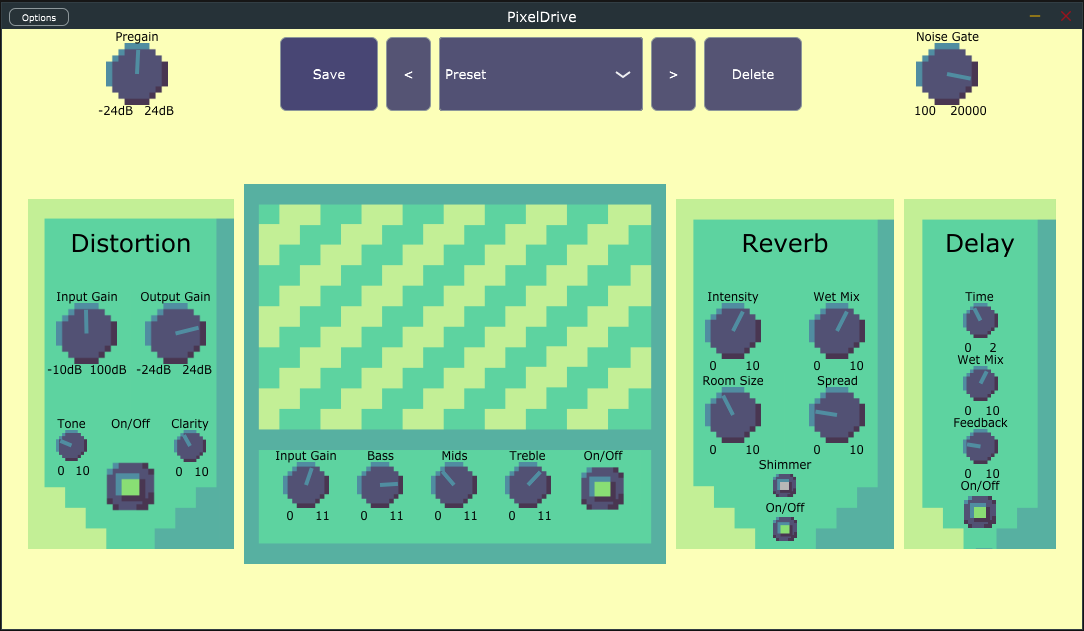 Options
PixelDrive
Pregain
-24dB 24dB
Save
<
Preset
>
Delete
Noise Gate
100 20000
Distortion
Input Gain Output Gain
-10dB 100dB -24dB 24dB
Tone On/Off Clarity
0 10 0 10
Input Gain Bass Mids Treble On/Off
0 11 0 11 0 11 0 11
Reverb
Intensity Wet Mix
0 10 0 10
Room Size Spread
0 10 0 10
Shimmer
On/Off
Delay
Time
0 2
Wet Mix
0 10
Feedback
0 10
On/Off